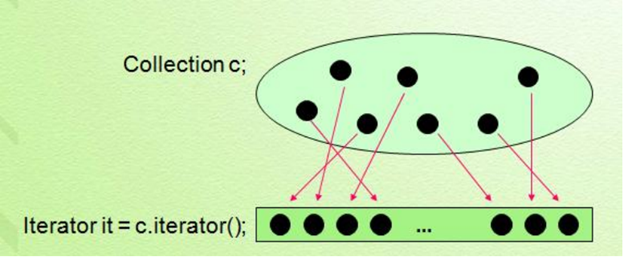 Collection c;
Iterator it = c.iterator();
...